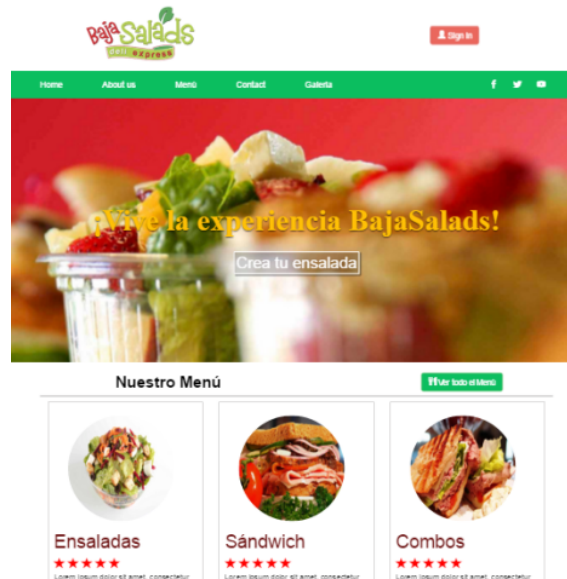 Baja Salads
deli express
Sign In
Home About us Menú Contact Galería
¡Vive la experiencia BajaSalads!
Crea tu ensalada
Nuestro Menú
Ver todo el Menú
Ensaladas Sándwich Combos
Lorem ipsum dolor sit amet, consectetur Lorem ipsum dolor sit amet, consectetur Lorem ipsum dolor sit amet, consectetur